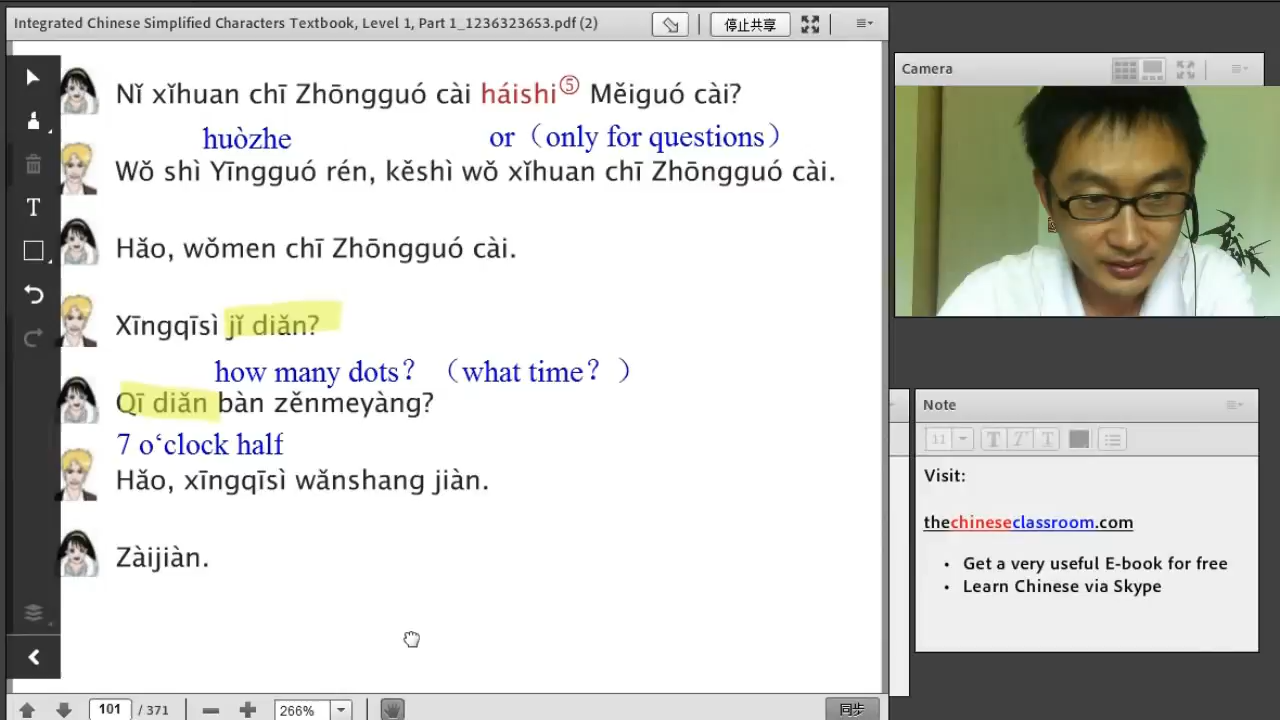 Integrated Chinese Simplified Characters Textbook, Level 1, Part 1_1236323653.pdf (2)
停止共享
Nǐ xǐhuan chī Zhōngguó cài háishi⑤ Měiguó cài?
huòzhe or（only for questions）
Wǒ shì Yīngguó rén, kěshì wǒ xǐhuan chī Zhōngguó cài.
Hǎo, wǒmen chī Zhōngguó cài.
Xīngqīsì jǐ diǎn?
how many dots？（what time？）
Qī diǎn bàn zěnmeyàng?
7 o‘clock half
Hǎo, xīngqīsì wǎnshang jiàn.
Zàijiàn.
T
101 / 371
266%
同步
Camera
Note
11 T T T
Visit:
thechineseclassroom.com
• Get a very useful E-book for free
• Learn Chinese via Skype